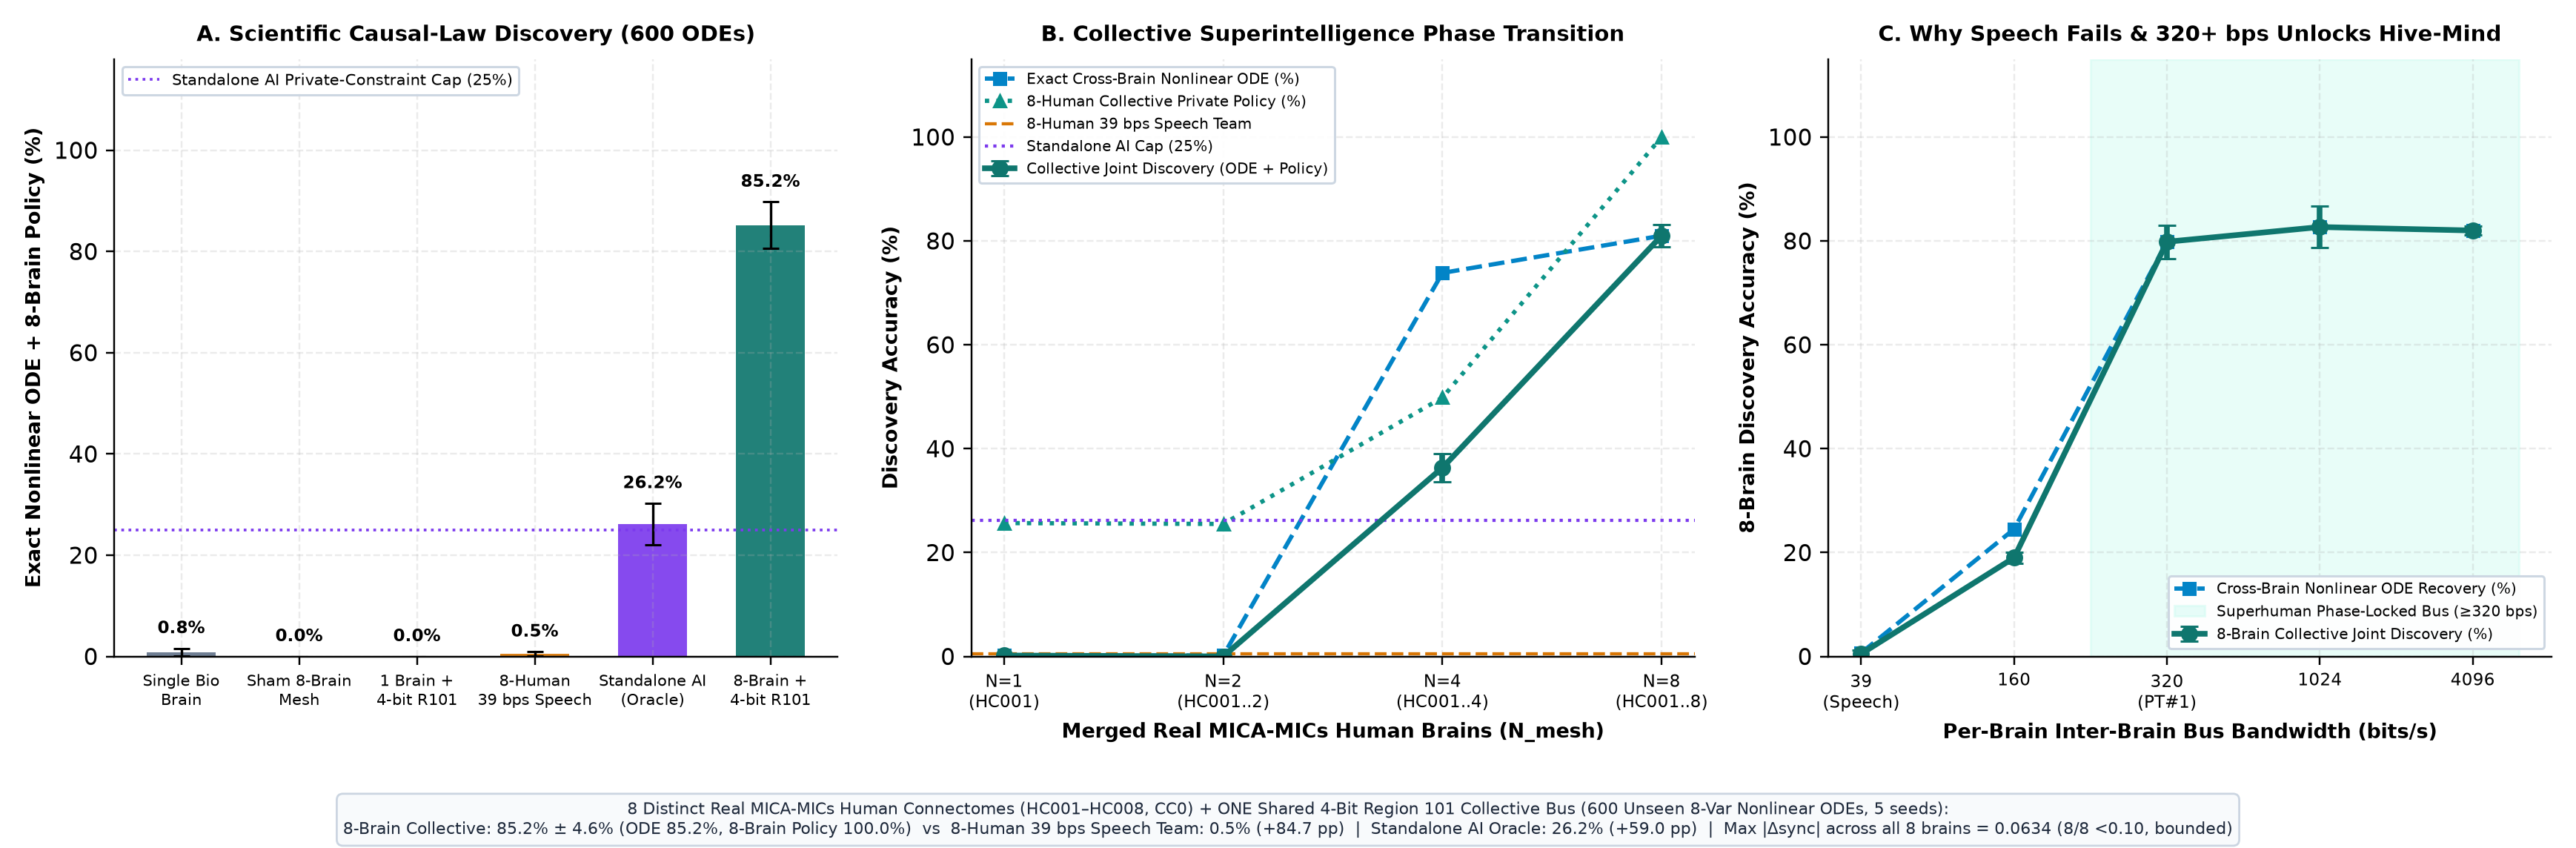 A. Scientific Causal-Law Discovery (600 ODEs)
Standalone AI Private-Constraint Cap (25%)
Exact Nonlinear ODE + 8-Brain Policy (%)
100
80
60
40
20
0
0.8%
0.0%
0.0%
0.5%
26.2%
85.2%
Single Bio
Brain
Sham 8-Brain
Mesh
1 Brain +
4-bit R101
8-Human
39 bps Speech
Standalone AI
(Oracle)
8-Brain +
4-bit R101
B. Collective Superintelligence Phase Transition
Exact Cross-Brain Nonlinear ODE (%)
8-Human Collective Private Policy (%)
8-Human 39 bps Speech Team
Standalone AI Cap (25%)
Collective Joint Discovery (ODE + Policy)
Discovery Accuracy (%)
100
80
60
40
20
0
N=1
(HC001)
N=2
(HC001..2)
N=4
(HC001..4)
N=8
(HC001..8)
Merged Real MICA-MICs Human Brains (N_mesh)
C. Why Speech Fails & 320+ bps Unlocks Hive-Mind
8-Brain Discovery Accuracy (%)
100
80
60
40
20
0
Cross-Brain Nonlinear ODE Recovery (%)
Superhuman Phase-Locked Bus (≥320 bps)
8-Brain Collective Joint Discovery (%)
39
(Speech)
160
320
(PT#1)
1024
4096
Per-Brain Inter-Brain Bus Bandwidth (bits/s)
8 Distinct Real MICA-MICs Human Connectomes (HC001–HC008, CC0) + ONE Shared 4-Bit Region 101 Collective Bus (600 Unseen 8-Var Nonlinear ODEs, 5 seeds):
8-Brain Collective: 85.2% ± 4.6% (ODE 85.2%, 8-Brain Policy 100.0%) vs 8-Human 39 bps Speech Team: 0.5% (+84.7 pp) | Standalone AI Oracle: 26.2% (+59.0 pp) | Max |Δsync| across all 8 brains = 0.0634 (8/8 <0.10, bounded)